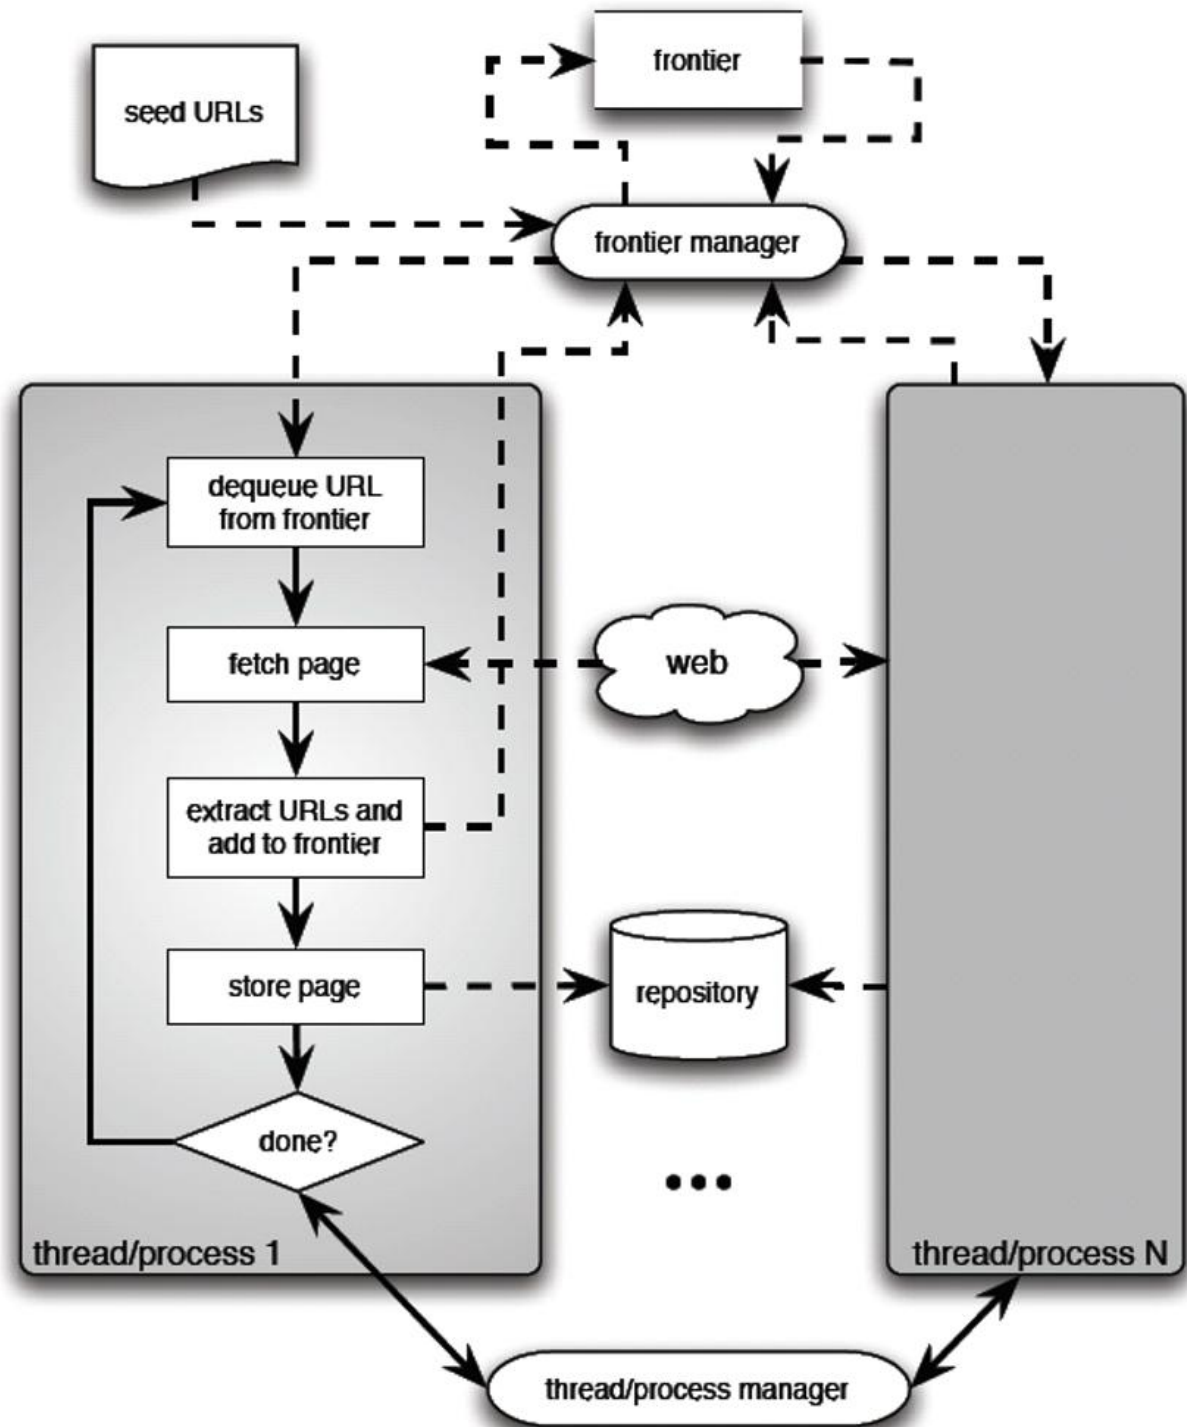 frontier
seed URLs
frontier manager
dequeue URL
from frontier
fetch page
web
extract URLs and
add to frontier
store page
repository
done?
...
thread/process 1
thread/process N
thread/process manager